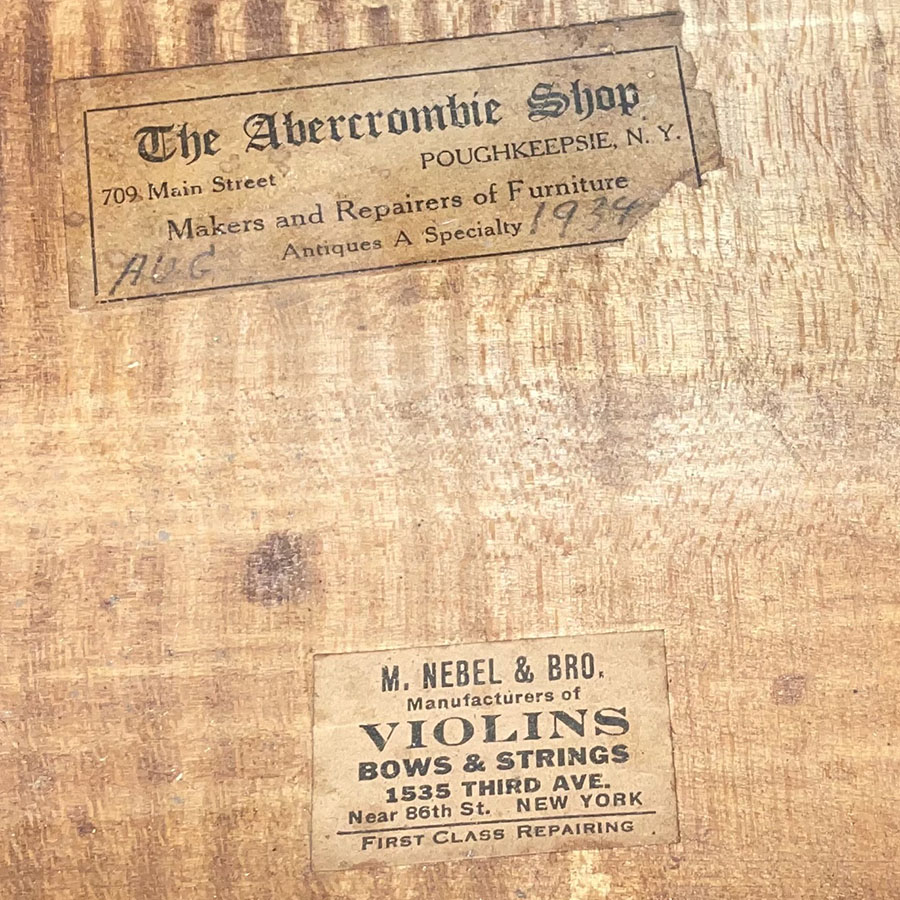 The Abercrombie Shop
709 Main Street POUGHKEEPSIE, N. Y.
Makers and Repairers of Furniture
Antiques A Specialty 1934
AUG
M. NEBEL & BRO.
Manufacturers of
VIOLINS
BOWS & STRINGS
1535 THIRD AVE.
Near 86th St. NEW YORK
FIRST CLASS REPAIRING